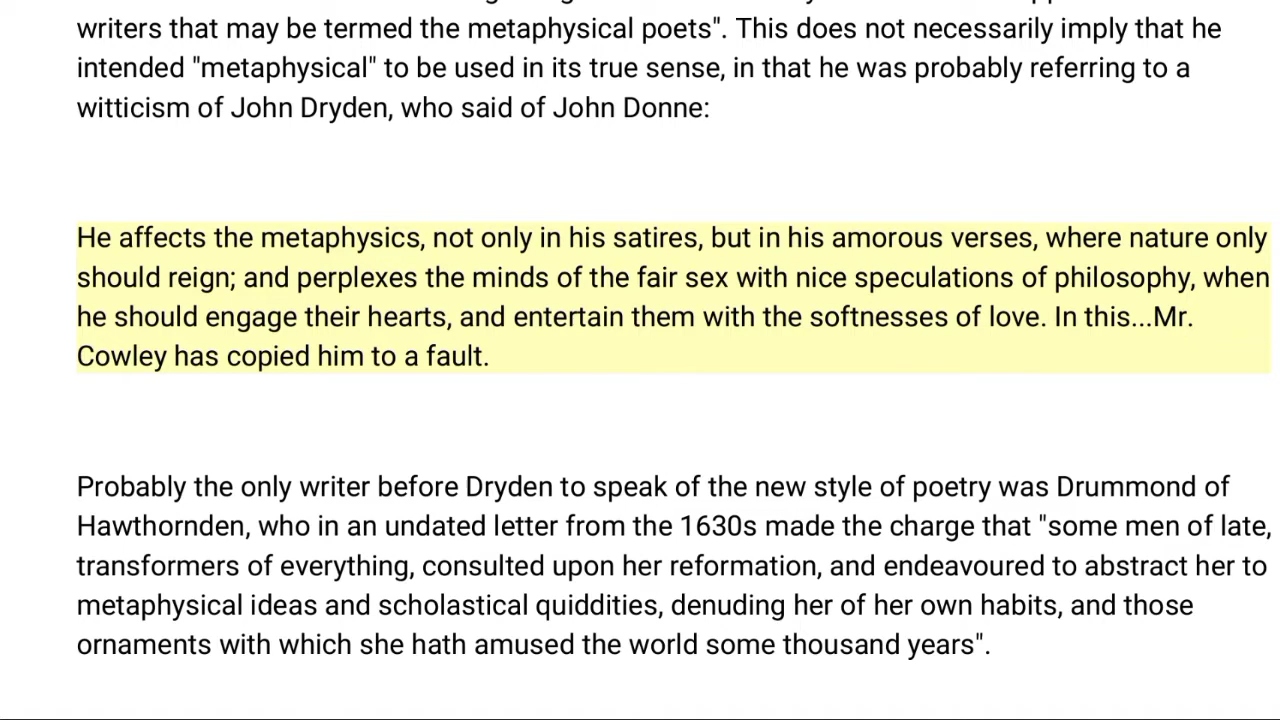 writers that may be termed the metaphysical poets". This does not necessarily imply that he
intended "metaphysical" to be used in its true sense, in that he was probably referring to a
witticism of John Dryden, who said of John Donne:
He affects the metaphysics, not only in his satires, but in his amorous verses, where nature only
should reign; and perplexes the minds of the fair sex with nice speculations of philosophy, when
he should engage their hearts, and entertain them with the softnesses of love. In this...Mr.
Cowley has copied him to a fault.
Probably the only writer before Dryden to speak of the new style of poetry was Drummond of
Hawthornden, who in an undated letter from the 1630s made the charge that "some men of late,
transformers of everything, consulted upon her reformation, and endeavoured to abstract her to
metaphysical ideas and scholastical quiddities, denuding her of her own habits, and those
ornaments with which she hath amused the world some thousand years".